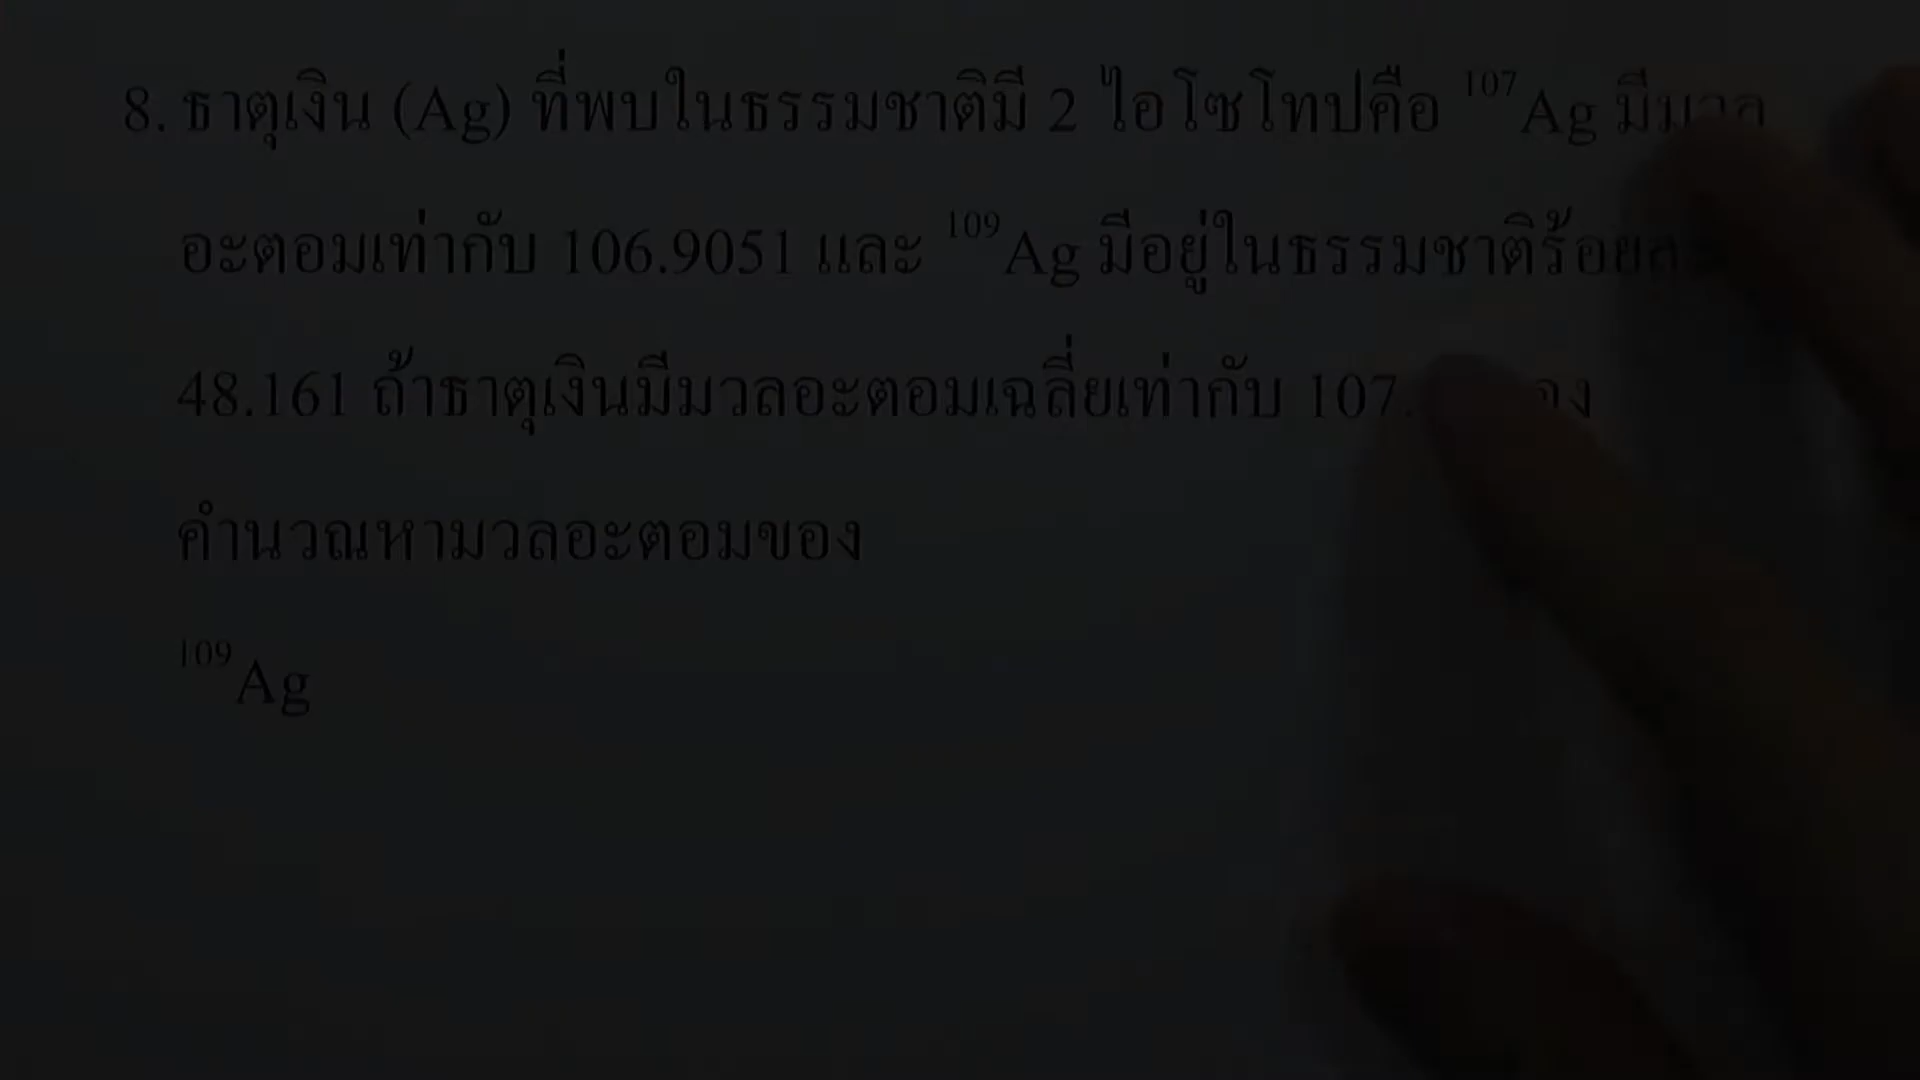 8. ธาตุเงิน (Ag) ที่พบในธรรมชาติมี 2 ไอโซโทปคือ ¹⁰⁷Ag มีมวล
อะตอมเท่ากับ 106.9051 และ ¹⁰⁹Ag มีอยู่ในธรรมชาติ
48.161 ถ้าธาตุเงินมีมวลอะตอมเฉลี่ยเท่ากับ
คำนวณหามวลอะตอมของ
¹⁰⁹Ag